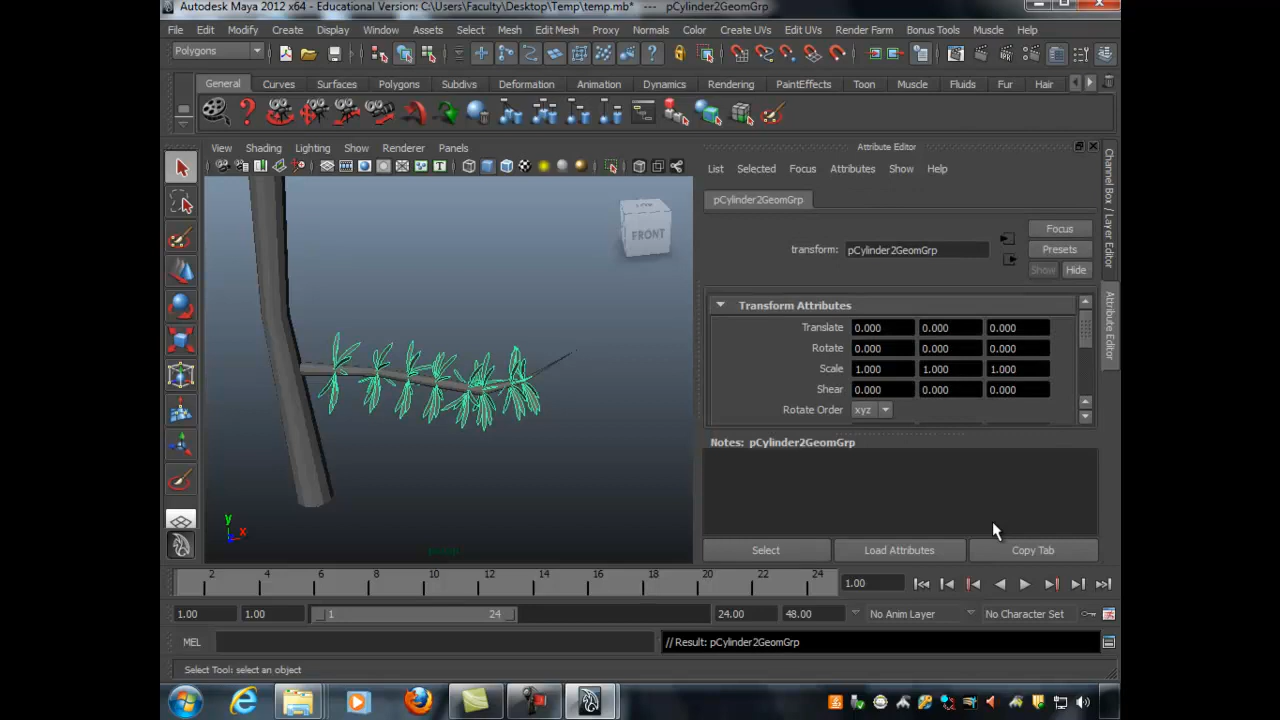 Autodesk Maya 2012 x64 - Educational Version: C:\Users\Faculty\Desktop\Temp\temp.mb* --- pCylinder2GeomGrp
File Edit Modify Create Display Window Assets Select Mesh Edit Mesh Proxy Normals Color Create UVs Edit UVs Render Farm Bonus Tools Muscle Help
Polygons
General Curves Surfaces Polygons Subdivs Deformation Animation Dynamics Rendering PaintEffects Toon Muscle Fluids Fur Hair
View Shading Lighting Show Renderer Panels
FRONT
y
x
persp
Attribute Editor
List Selected Focus Attributes Show Help
pCylinder2GeomGrp
transform: pCylinder2GeomGrp
Focus
Presets
Show Hide
Transform Attributes
Translate 0.000 0.000 0.000
Rotate 0.000 0.000 0.000
Scale 1.000 1.000 1.000
Shear 0.000 0.000 0.000
Rotate Order xyz
Notes: pCylinder2GeomGrp
Select Load Attributes Copy Tab
Channel Box / Layer Editor
Attribute Editor
2 4 6 8 10 12 14 16 18 20 22 24 1.00
1.00 1.00 1 24 24.00 48.00 No Anim Layer No Character Set
MEL // Result: pCylinder2GeomGrp
Select Tool: select an object